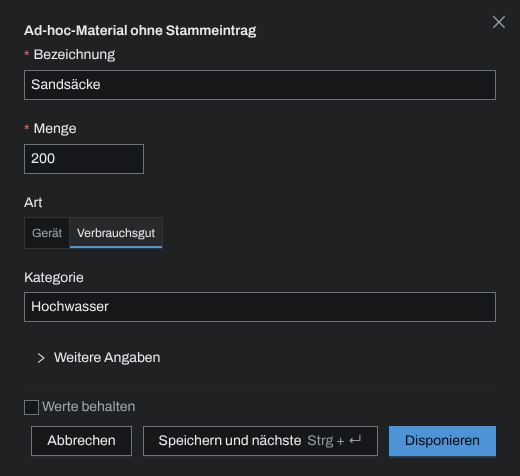 Ad-hoc-Material ohne Stammeintrag
* Bezeichnung
Sandsäcke
* Menge
200
Art
Gerät Verbrauchsgut
Kategorie
Hochwasser
Weitere Angaben
Werte behalten
Abbrechen Speichern und nächste Strg + ↵ Disponieren